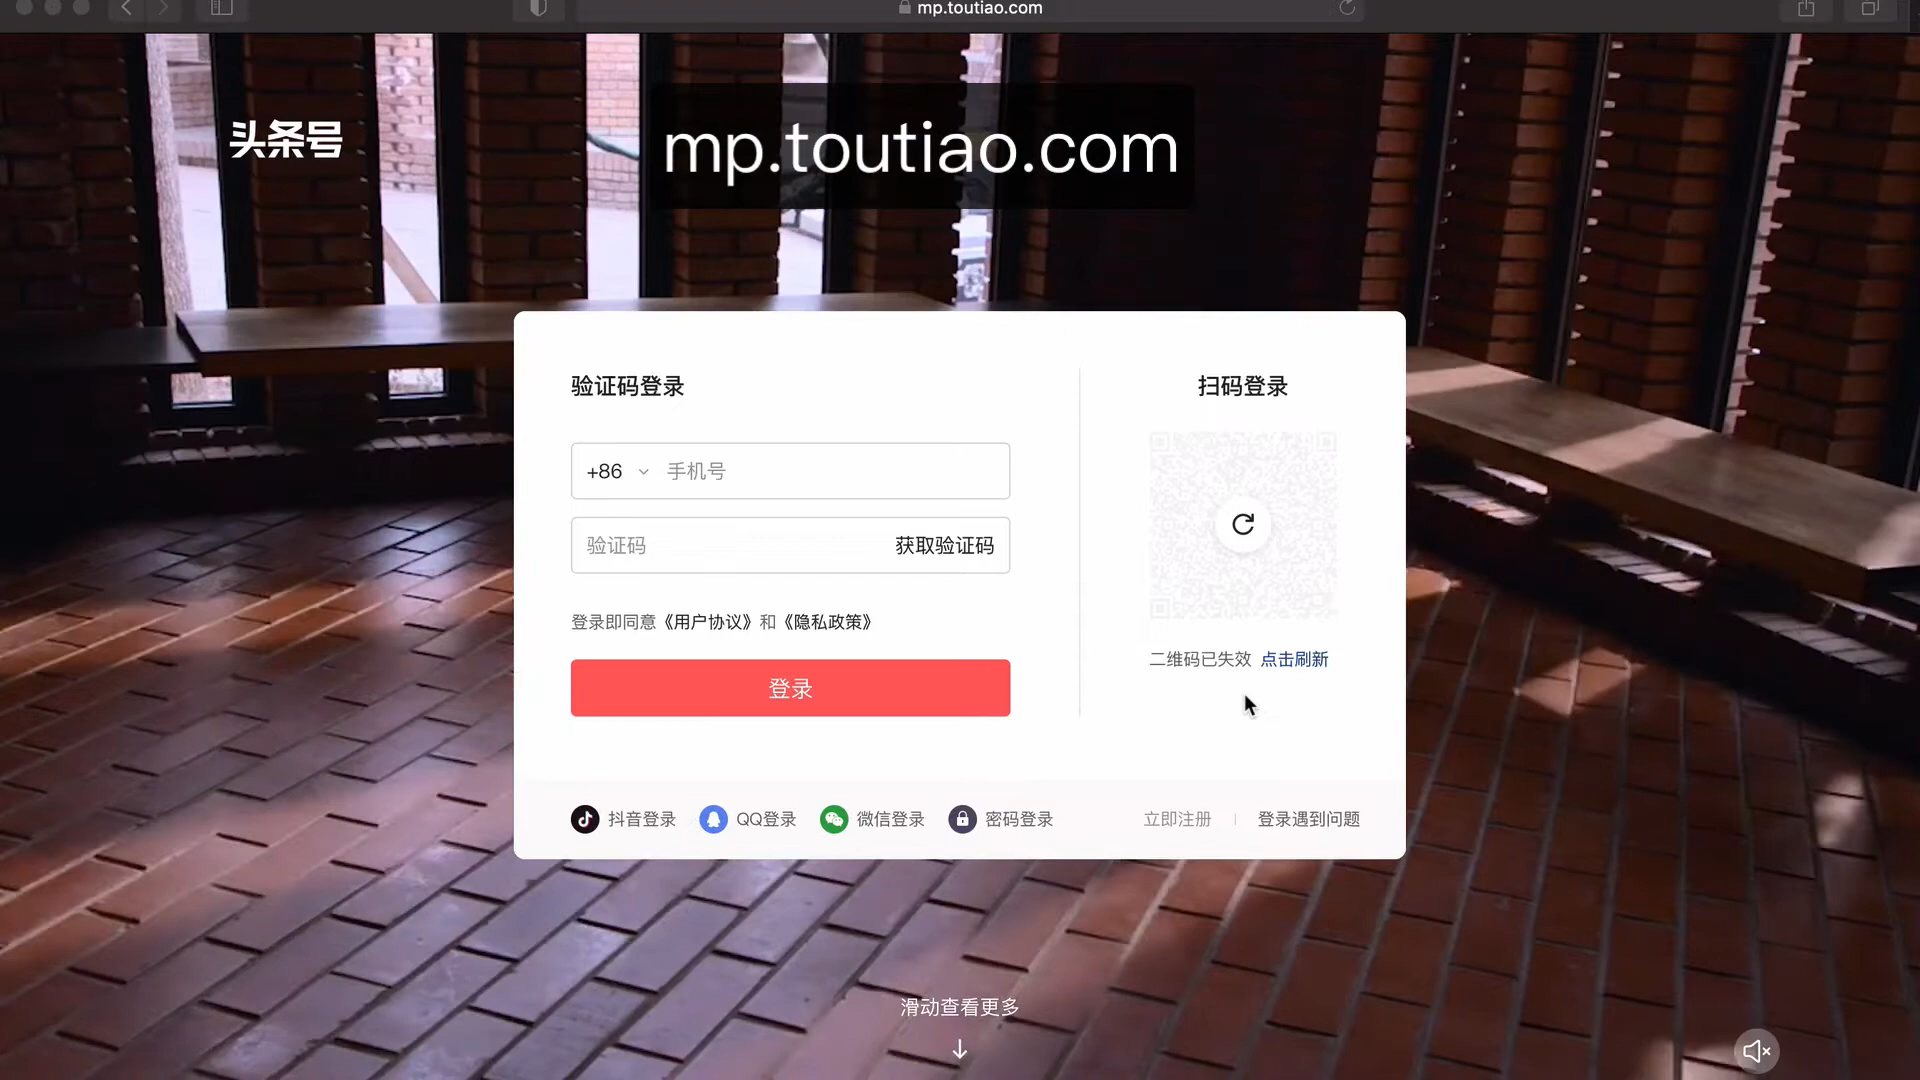 mp.toutiao.com
头条号
mp.toutiao.com
验证码登录
扫码登录
+86 手机号
验证码 获取验证码
登录即同意《用户协议》和《隐私政策》
登录
二维码已失效 点击刷新
抖音登录 QQ登录 微信登录 密码登录 立即注册 登录遇到问题
滑动查看更多